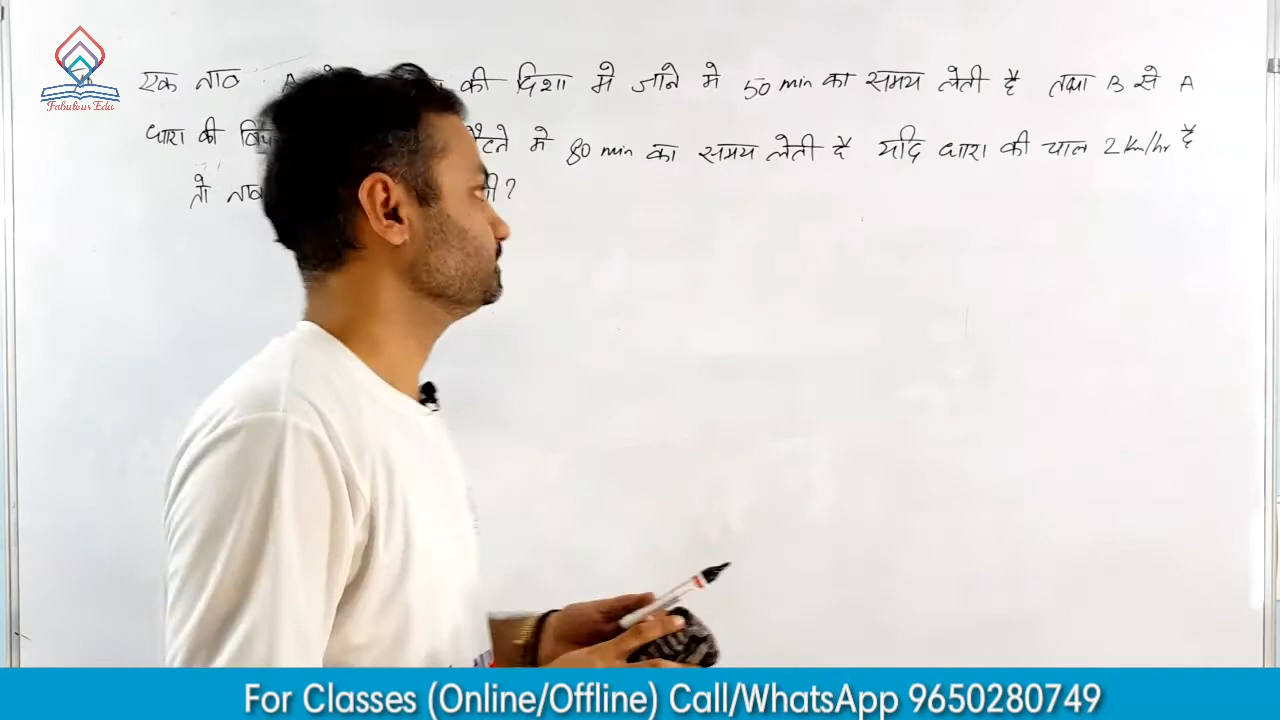 Fabulous Edu
एक नाव A की दिशा मे जाने मे 50 min का समय लेती है तथा B से A
धारा की मे 80 min का समय लेती है यदि धारा की चाल 2 Km/hr है
तो नाव ?
For Classes (Online/Offline) Call/WhatsApp 9650280749